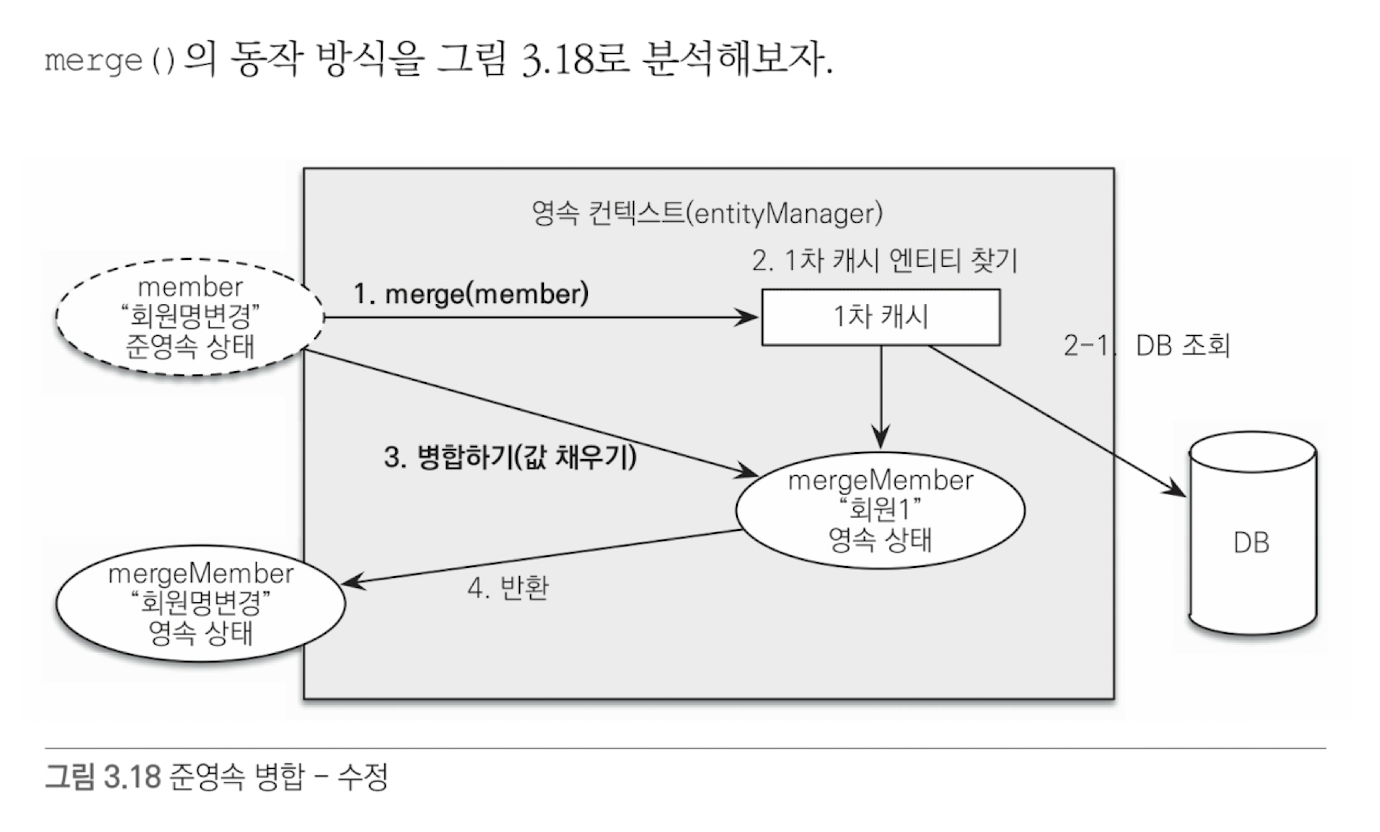 merge()의 동작 방식을 그림 3.18로 분석해보자.
영속 컨텍스트(entityManager)
2. 1차 캐시 엔티티 찾기
member
“회원명변경”
준영속 상태
1. merge(member)
1차 캐시
2-1. DB 조회
3. 병합하기(값 채우기)
mergeMember
“회원1”
영속 상태
DB
mergeMember
“회원명변경”
영속 상태
4. 반환
그림 3.18 준영속 병합 - 수정